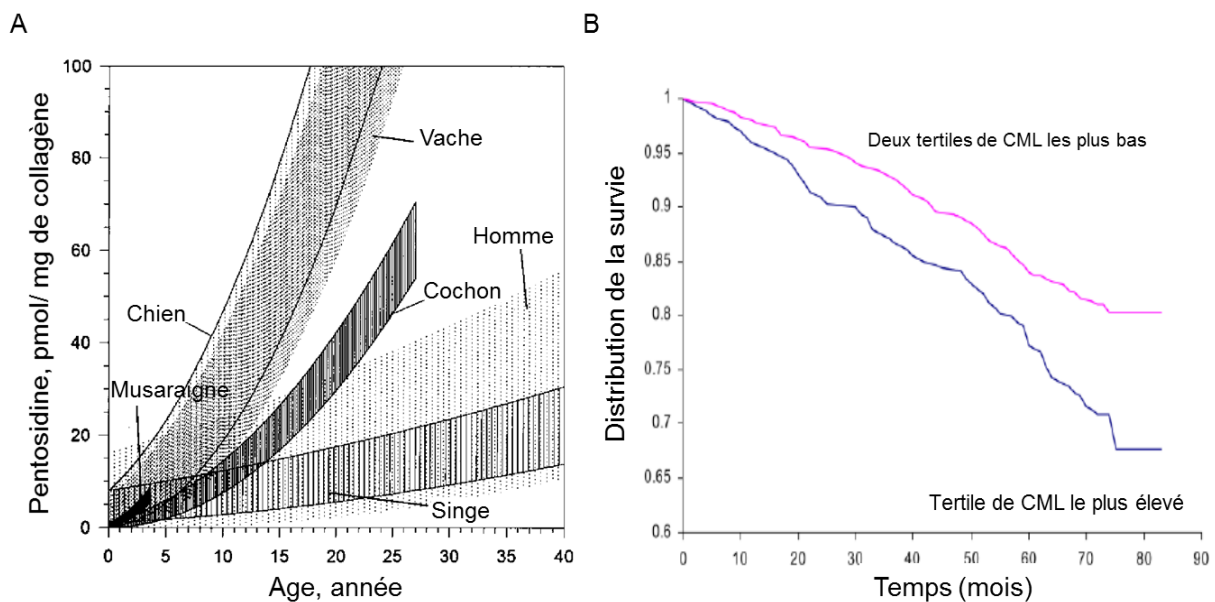 A
Pentosidine, pmol/ mg de collagène
100
80
60
40
20
0
Chien
Musaraigne
Vache
Homme
Cochon
Singe
0 5 10 15 20 25 30 35 40
Age, année
B
Distribution de la survie
1
0.95
0.9
0.85
0.8
0.75
0.7
0.65
0.6
Deux tertiles de CML les plus bas
Tertile de CML le plus élevé
0 10 20 30 40 50 60 70 80 90
Temps (mois)